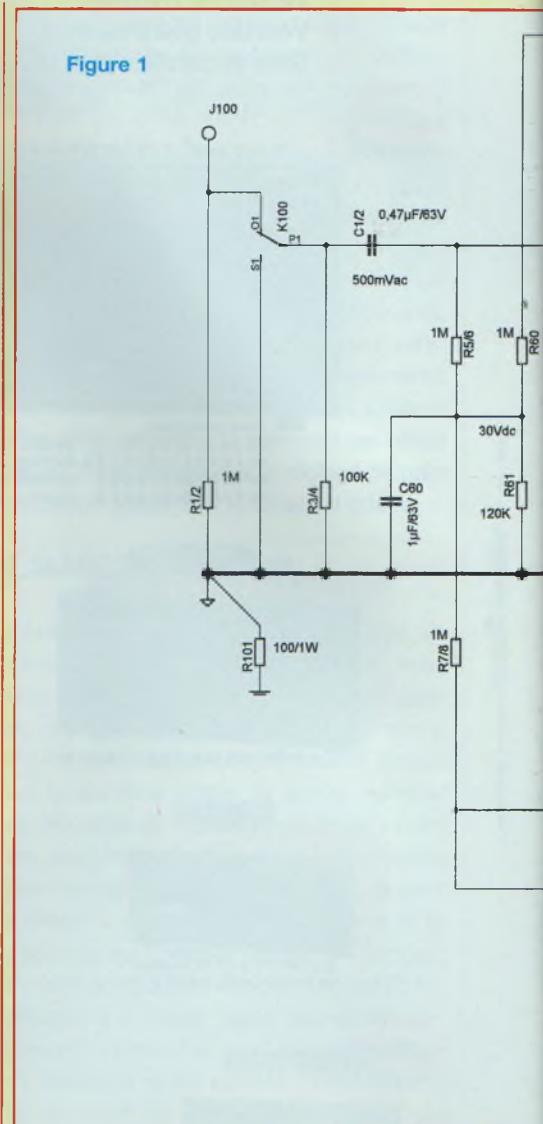 Figure 1
J100
O1
K100
P1
S1
C1/2
0,47µF/63V
500mVac
1M
R5/6
1M
R60
30Vdc
1M
R1/2
100K
R3/4
C60
1µF/63V
R61
120K
R101
100/1W
1M
R7/8